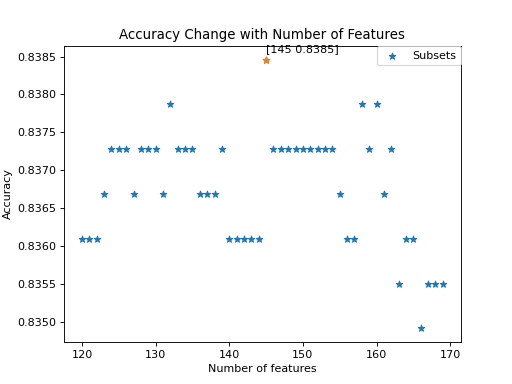 Accuracy Change with Number of Features
[145 0.8385]
Subsets
0.8385
0.8380
0.8375
0.8370
0.8365
0.8360
0.8355
0.8350
Accuracy
120 130 140 150 160 170
Number of features